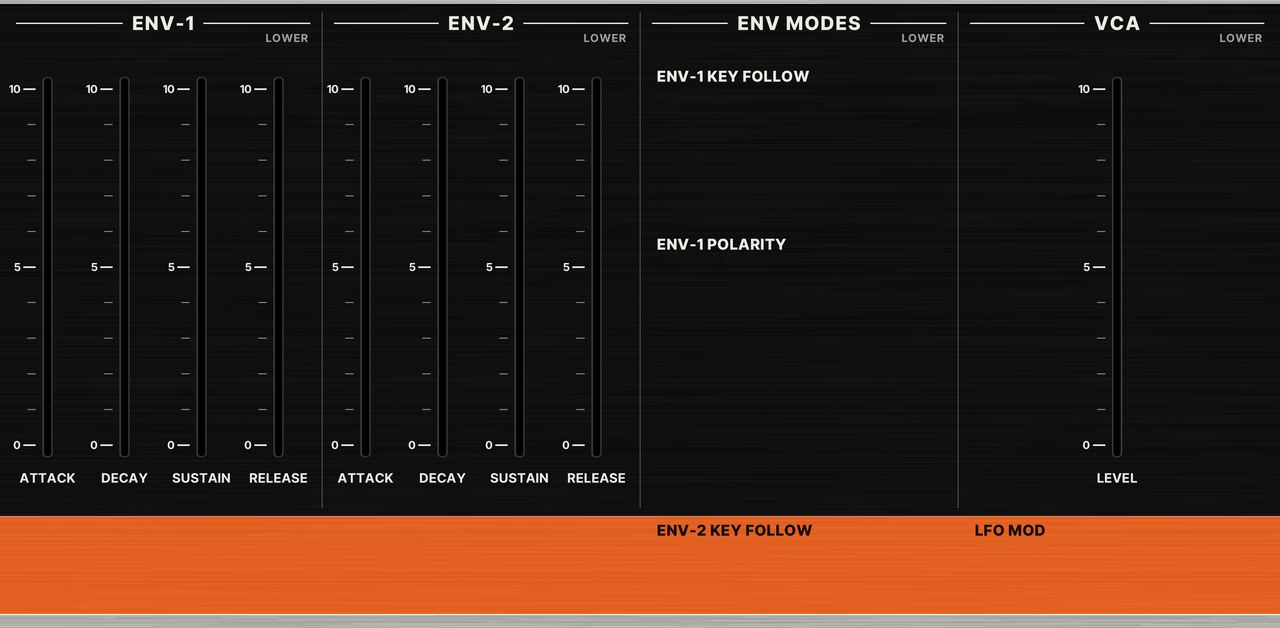 ENV-1 ENV-2 ENV MODES VCA
LOWER LOWER LOWER LOWER
ENV-1 KEY FOLLOW
10 10 10 10 10 10 10 10 10
ENV-1 POLARITY
5 5 5 5 5 5 5 5 5
0 0 0 0 0 0 0 0 0
ATTACK DECAY SUSTAIN RELEASE ATTACK DECAY SUSTAIN RELEASE LEVEL
ENV-2 KEY FOLLOW LFO MOD